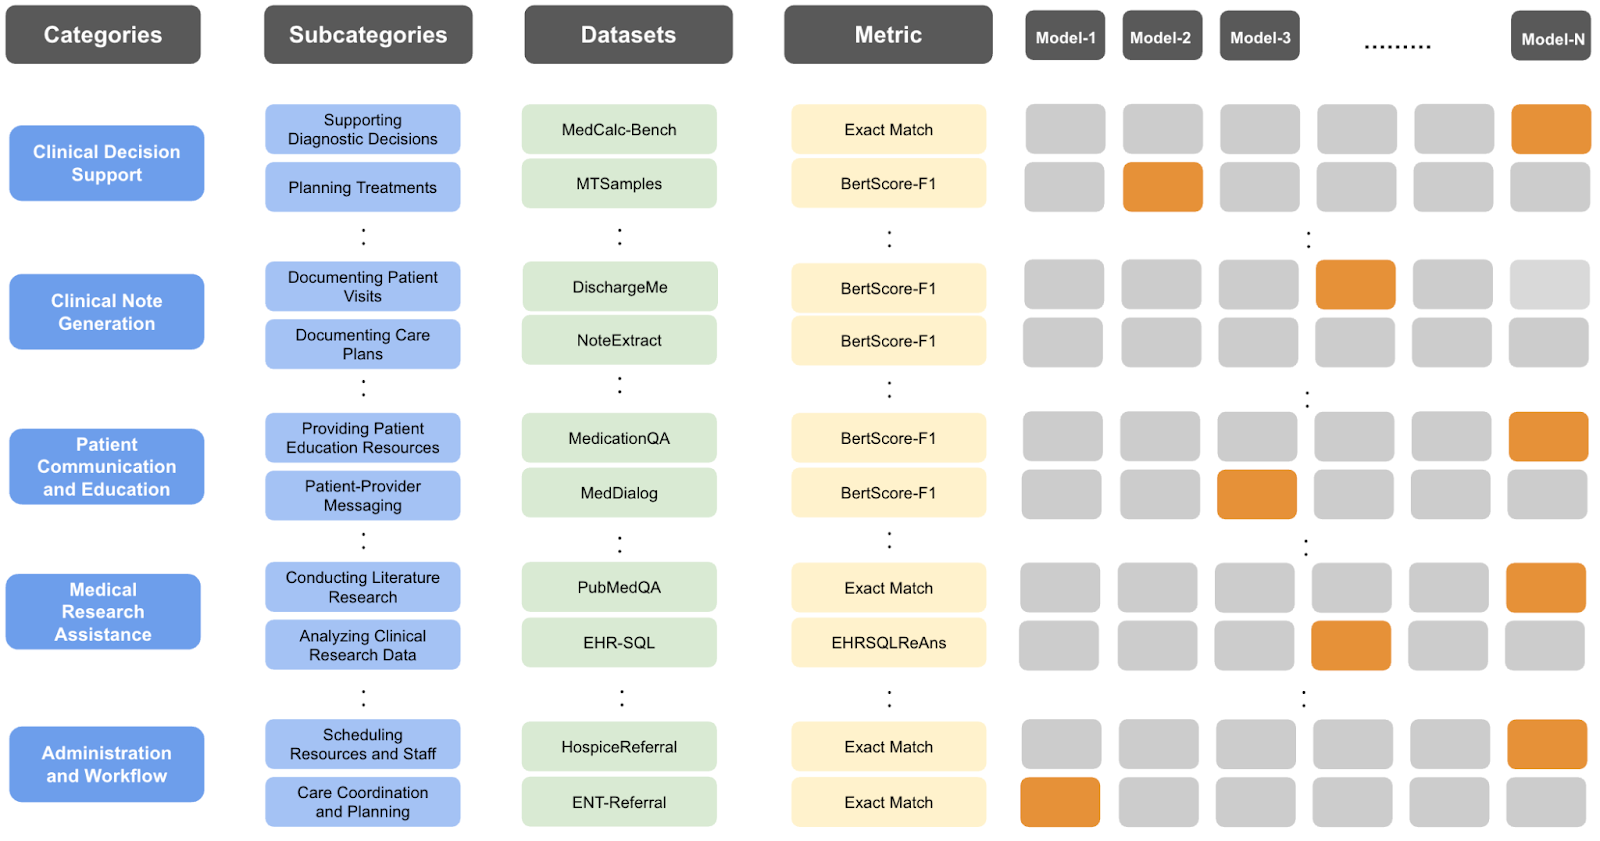 Categories
Subcategories
Datasets
Metric
Model-1
Model-2
Model-3
.........
Model-N
Clinical Decision
Support
Supporting
Diagnostic Decisions
MedCalc-Bench
Exact Match
Planning Treatments
MTSamples
BertScore-F1
:
:
:
:
Clinical Note
Generation
Documenting Patient
Visits
DischargeMe
BertScore-F1
Documenting Care
Plans
NoteExtract
BertScore-F1
:
:
:
:
Patient
Communication
and Education
Providing Patient
Education Resources
MedicationQA
BertScore-F1
Patient-Provider
Messaging
MedDialog
BertScore-F1
:
:
:
:
Medical
Research
Assistance
Conducting Literature
Research
PubMedQA
Exact Match
Analyzing Clinical
Research Data
EHR-SQL
EHRSQLReAns
:
:
:
:
Administration
and Workflow
Scheduling
Resources and Staff
HospiceReferral
Exact Match
Care Coordination
and Planning
ENT-Referral
Exact Match